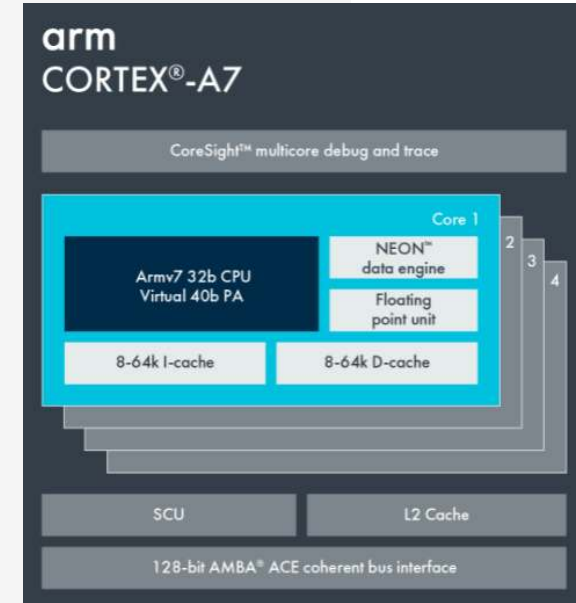 arm
CORTEX®-A7
CoreSight™ multicore debug and trace
Core 1
2
3
4
Armv7 32b CPU
Virtual 40b PA
NEON™
data engine
Floating
point unit
8-64k I-cache
8-64k D-cache
SCU
L2 Cache
128-bit AMBA® ACE coherent bus interface